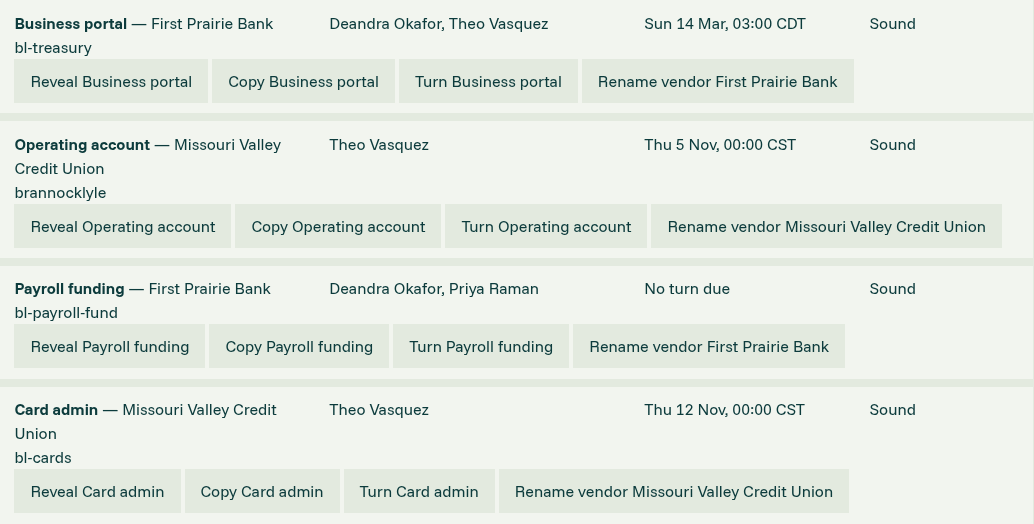 Business portal — First Prairie Bank Deandra Okafor, Theo Vasquez Sun 14 Mar, 03:00 CDT Sound
bl-treasury
Reveal Business portal Copy Business portal Turn Business portal Rename vendor First Prairie Bank
Operating account — Missouri Valley Theo Vasquez Thu 5 Nov, 00:00 CST Sound
Credit Union
brannocklyle
Reveal Operating account Copy Operating account Turn Operating account Rename vendor Missouri Valley Credit Union
Payroll funding — First Prairie Bank Deandra Okafor, Priya Raman No turn due Sound
bl-payroll-fund
Reveal Payroll funding Copy Payroll funding Turn Payroll funding Rename vendor First Prairie Bank
Card admin — Missouri Valley Credit Theo Vasquez Thu 12 Nov, 00:00 CST Sound
Union
bl-cards
Reveal Card admin Copy Card admin Turn Card admin Rename vendor Missouri Valley Credit Union